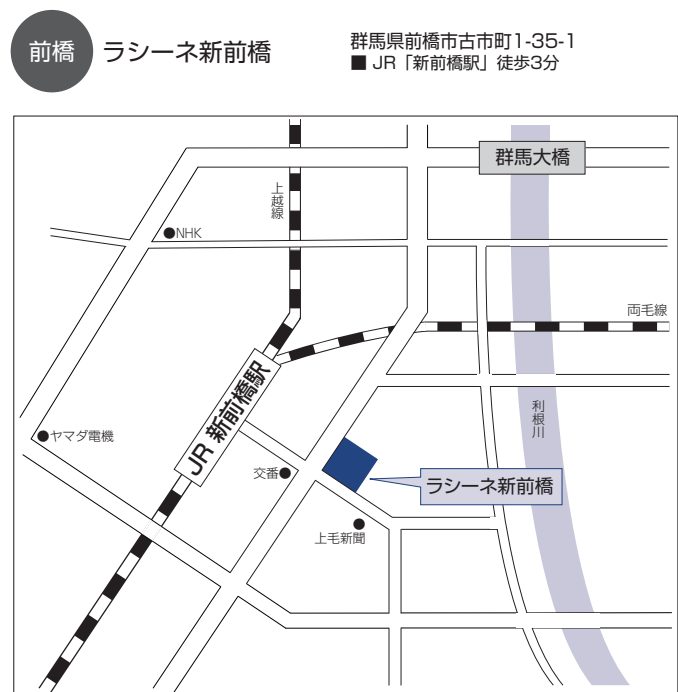 前橋
ラシーネ新前橋
群馬県前橋市古市町1-35-1
■ JR「新前橋駅」徒歩3分
群馬大橋
上越線
●NHK
両毛線
JR 新前橋駅
利根川
●ヤマダ電機
交番●
ラシーネ新前橋
上毛新聞